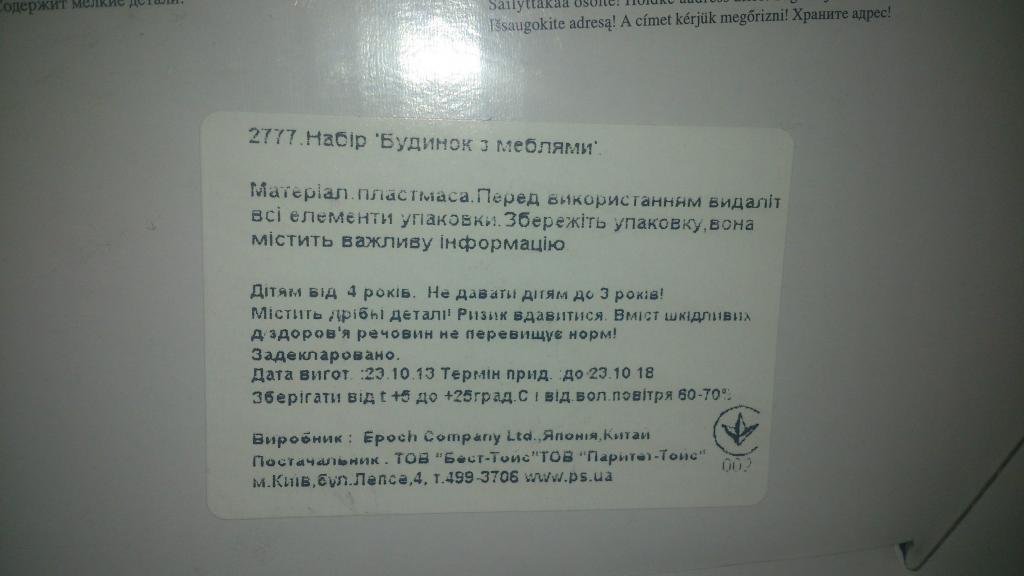 Содержит мелкие детали.
Išsaugokite adresą! A címet kérjük megőrizni! Храните адрес!
2777.Набір 'Будинок з меблями'.
Матеріал.пластмаса.Перед використанням видаліт
всі елементи упаковки.Збережіть упаковку,вона
містить важливу інформацію
Дітям від 4 років. Не давати дітям до 3 років!
Містить дрібні деталі! Ризик вдавитися. Вміст шкідливих
д.здоров'я речовин не перевищує норм!
Задекларовано.
Дата вигот. :23.10.13 Термін прид. :до 23.10 18
Зберігати від t +5 до +25град.С і від.вол.повітря 60-70%
Виробник : Epoch Company Ltd.,Японія,Китай
Постачальник . ТОВ "Бест-Тойс"ТОВ "Паритет-Тойс"
м.Київ,бул.Лепсе,4, т.499-3706 www.ps.ua
002